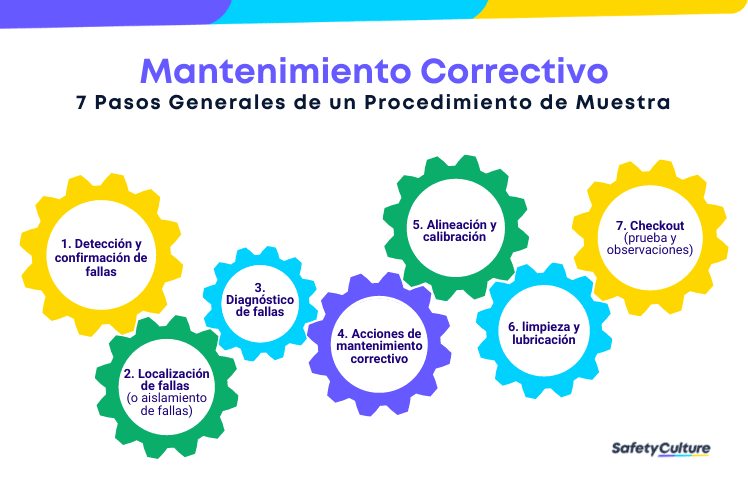 Mantenimiento Correctivo
7 Pasos Generales de un Procedimiento de Muestra
1. Detección y
confirmación de
fallas
2. Localización
de fallas
(o aislamiento
de fallas)
3.
Diagnóstico
de fallas
4. Acciones de
mantenimiento
correctivo
5. Alineación y
calibración
6. limpieza y
lubricación
7. Checkout
(prueba y
observaciones)
SafetyCulture